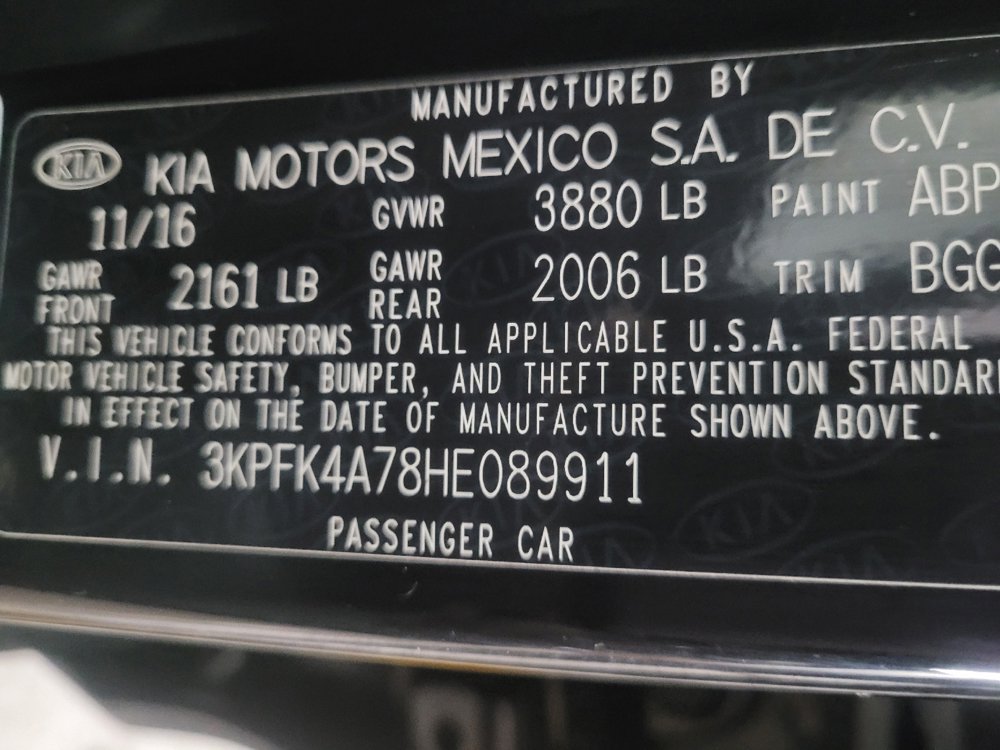 MANUFACTURED BY
KIA KIA MOTORS MEXICO S.A. DE C.V.
11/16 GVWR 3880 LB PAINT ABP
GAWR FRONT 2161 LB GAWR REAR 2006 LB TRIM BGG
THIS VEHICLE CONFORMS TO ALL APPLICABLE U.S.A. FEDERAL
MOTOR VEHICLE SAFETY, BUMPER, AND THEFT PREVENTION STANDAR
IN EFFECT ON THE DATE OF MANUFACTURE SHOWN ABOVE.
V.I.N. 3KPFK4A78HE089911
PASSENGER CAR